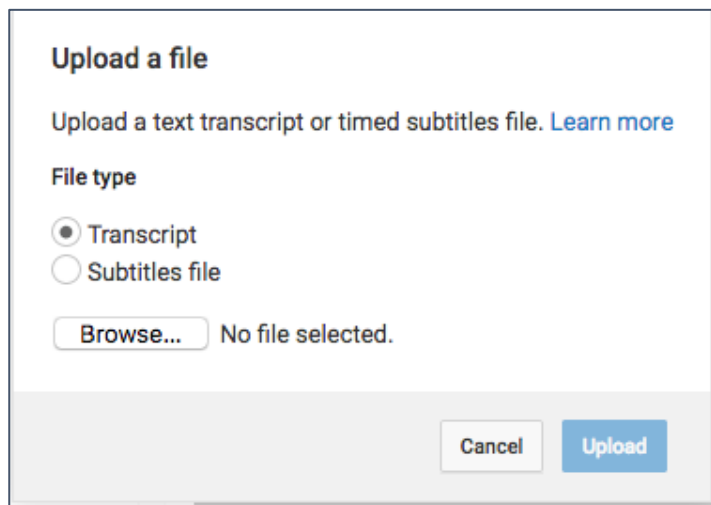 Upload a file
Upload a text transcript or timed subtitles file. Learn more
File type
Transcript
Subtitles file
Browse... No file selected.
Cancel Upload